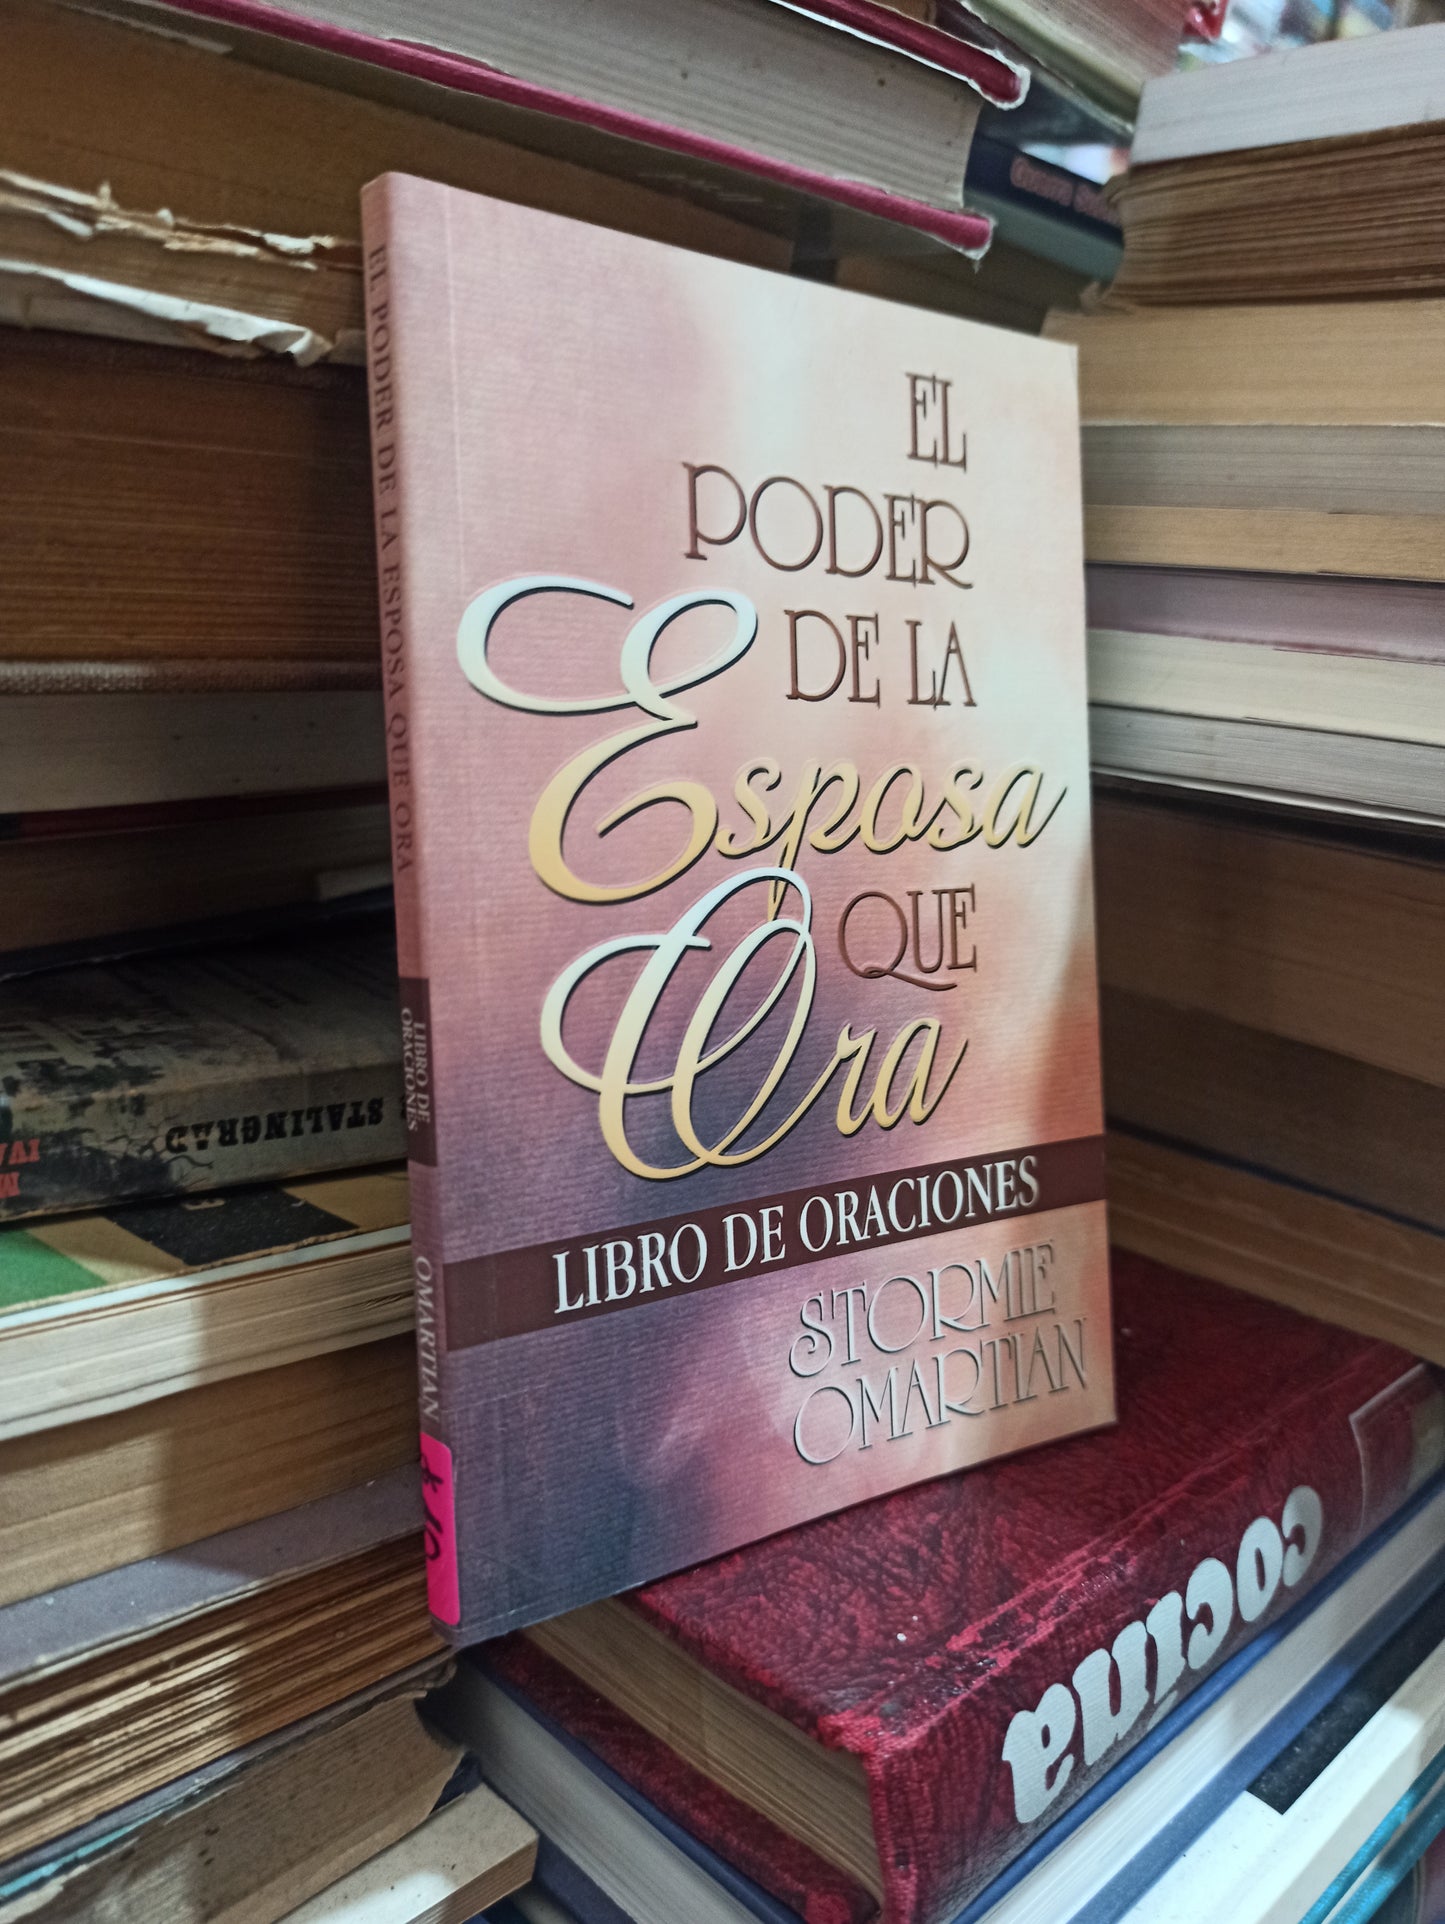 EL
PODER
DE LA
Esposa
QUE
Ora
LIBRO DE ORACIONES
STORMIE
OMARTIAN
EL PODER DE LA ESPOSA QUE ORA
LIBRO DE
ORACIONES
OMARTIAN
STALINGRAD
cocina